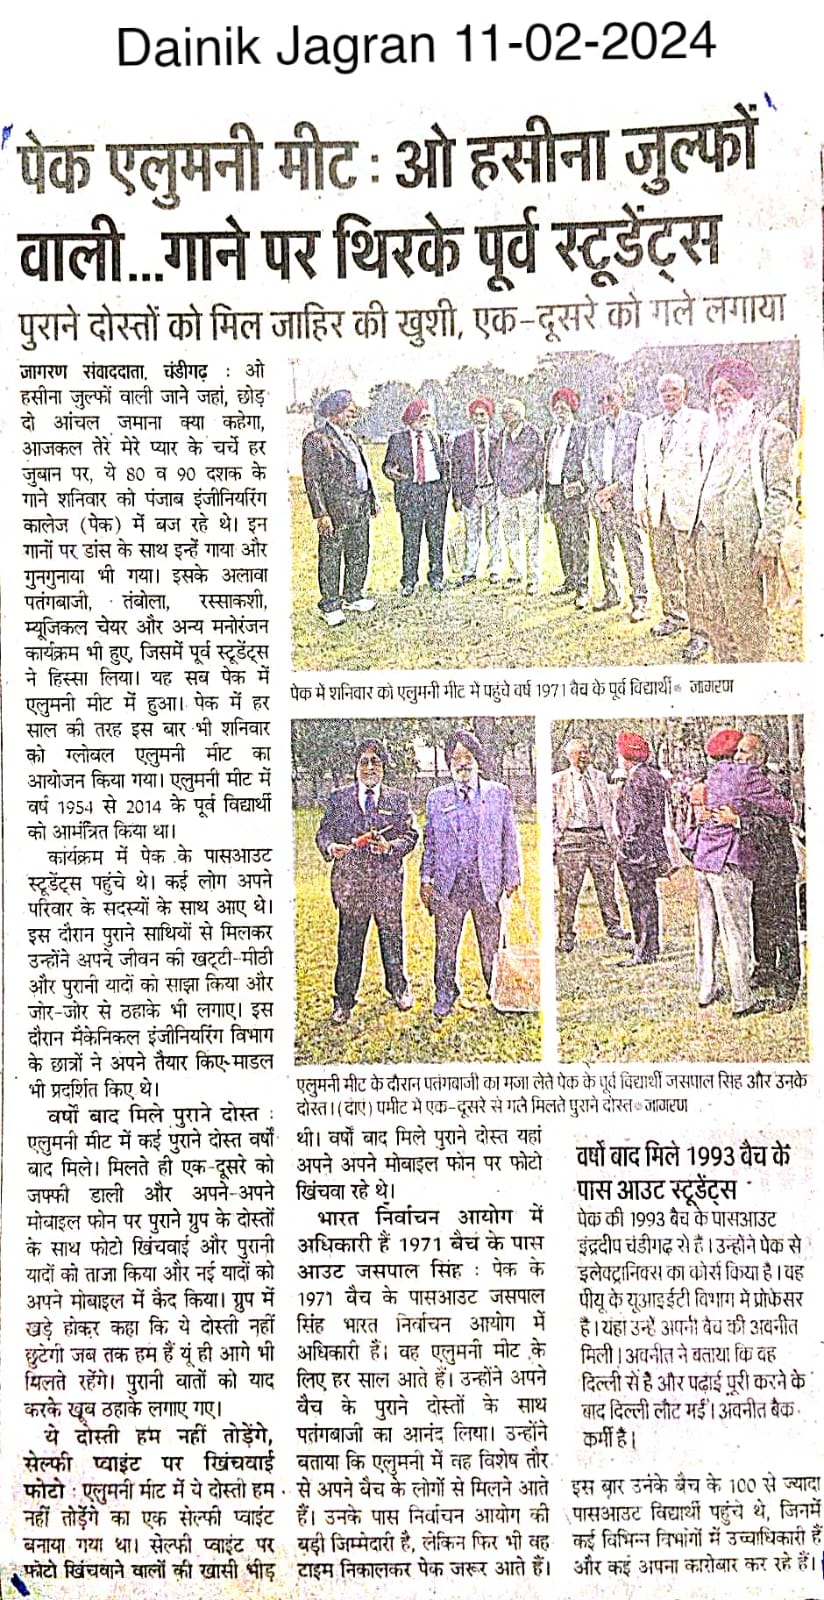 Dainik Jagran 11-02-2024
पेक एलुमनी मीट : ओ हसीना जुल्फों
वाली...गाने पर थिरके पूर्व स्टूडेंट्स
पुराने दोस्तों को मिल जाहिर की खुशी, एक-दूसरे को गले लगाया
जागरण संवाददाता, चंडीगढ़ : ओ
हसीना जुल्फों वाली जाने जहां, छोड़
दो आंचल जमाना क्या कहेगा,
आजकल तेरे मेरे प्यार के चर्चे हर
जुबान पर, ये 80 व 90 दशक के
गाने शनिवार को पंजाब इंजीनियरिंग
कालेज (पेक) में बज रहे थे। इन
गानों पर डांस के साथ इन्हें गाया और
गुनगुनाया भी गया। इसके अलावा
पतंगबाजी, तंबोला, रस्साकशी,
म्यूजिकल चेयर और अन्य मनोरंजन
कार्यक्रम भी हुए, जिसमें पूर्व स्टूडेंट्स
ने हिस्सा लिया। यह सब पेक में
एलुमनी मीट में हुआ। पेक में हर
साल की तरह इस बार भी शनिवार
को ग्लोबल एलुमनी मीट का
आयोजन किया गया। एलुमनी मीट में
वर्ष 1954 से 2014 के पूर्व विद्यार्थी
को आमंत्रित किया था।
कार्यक्रम में पेक के पासआउट
स्टूडेंट्स पहुंचे थे। कई लोग अपने
परिवार के सदस्यों के साथ आए थे।
इस दौरान पुराने साथियों से मिलकर
उन्होंने अपने जीवन की खट्टी-मीठी
और पुरानी यादों को साझा किया और
जोर-जोर से ठहाके भी लगाए। इस
दौरान मैकेनिकल इंजीनियरिंग विभाग
के छात्रों ने अपने तैयार किए माडल
भी प्रदर्शित किए थे।
वर्षों बाद मिले पुराने दोस्त :
एलुमनी मीट में कई पुराने दोस्त वर्षों
बाद मिले। मिलते ही एक-दूसरे को
जफ्फी डाली और अपने-अपने
मोबाइल फोन पर पुराने ग्रुप के दोस्तों
के साथ फोटो खिंचवाई और पुरानी
यादों को ताजा किया और नई यादों को
अपने मोबाइल में कैद किया। ग्रुप में
खड़े होकर कहा कि ये दोस्ती नहीं
छुटेगी जब तक हम हैं यूं ही आगे भी
मिलते रहेंगे। पुरानी बातों को याद
करके खूब ठहाके लगाए गए।
ये दोस्ती हम नहीं तोड़ेंगे,
सेल्फी प्वाइंट पर खिंचवाई
फोटो : एलुमनी मीट में ये दोस्ती हम
नहीं तोड़ेंगे का एक सेल्फी प्वाइंट
बनाया गया था। सेल्फी प्वाइंट पर
फोटो खिंचवाने वालों की खासी भीड़
पेक में शनिवार को एलुमनी मीट में पहुंचे वर्ष 1971 बैच के पूर्व विद्यार्थी● जागरण
एलुमनी मीट के दौरान पतंगबाजी का मजा लेते पेक के पूर्व विद्यार्थी जसपाल सिंह और उनके
दोस्त। (दाएं) पमीट मे एक-दूसरे से गले मिलते पुराने दोस्त● जागरण
थी। वर्षों बाद मिले पुराने दोस्त यहां
अपने अपने मोबाइल फोन पर फोटो
खिंचवा रहे थे।
भारत निर्वाचन आयोग में
अधिकारी हैं 1971 बैच के पास
आउट जसपाल सिंह : पेक के
1971 बैच के पासआउट जसपाल
सिंह भारत निर्वाचन आयोग में
अधिकारी हैं। वह एलुमनी मीट के
लिए हर साल आते हैं। उन्होंने अपने
बैच के पुराने दोस्तों के साथ
पतंगबाजी का आनंद लिया। उन्होंने
बताया कि एलुमनी में वह विशेष तौर
से अपने बैच के लोगों से मिलने आते
हैं। उनके पास निर्वाचन आयोग की
बड़ी जिम्मेदारी है, लेकिन फिर भी वह
टाइम निकालकर पेक जरूर आते हैं।
वर्षों बाद मिले 1993 बैच के
पास आउट स्टूडेंट्स
पेक की 1993 बैच के पासआउट
इंद्रदीप चंडीगढ़ से हैं। उन्होंने पेक से
इलेक्ट्रानिक्स का कोर्स किया है। वह
पीयू के यूआइईटी विभाग में प्रोफेसर
है। यहां उन्हें अपनी बैच की अवनीत
मिली। अवनीत ने बताया कि वह
दिल्ली से है और पढ़ाई पूरी करने के
बाद दिल्ली लौट गई। अवनीत बैंक
कर्मी है।
इस बार उनके बैच के 100 से ज्यादा
पासआउट विद्यार्थी पहुंचे थे, जिनमें
कई विभिन्न विभागों में उच्चाधिकारी हैं
और कई अपना कारोबार कर रहे हैं।